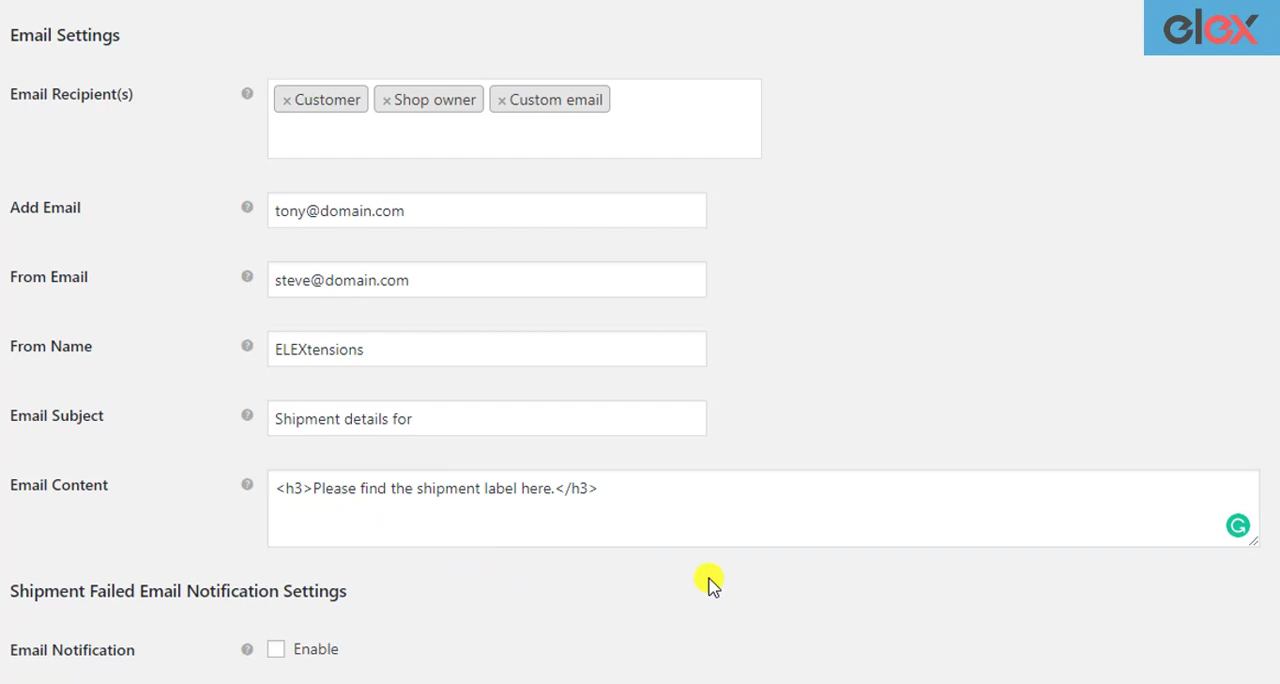 elex
Email Settings
Email Recipient(s)
× Customer × Shop owner × Custom email
Add Email
tony@domain.com
From Email
steve@domain.com
From Name
ELEXtensions
Email Subject
Shipment details for
Email Content
<h3>Please find the shipment label here.</h3>
Shipment Failed Email Notification Settings
Email Notification
Enable